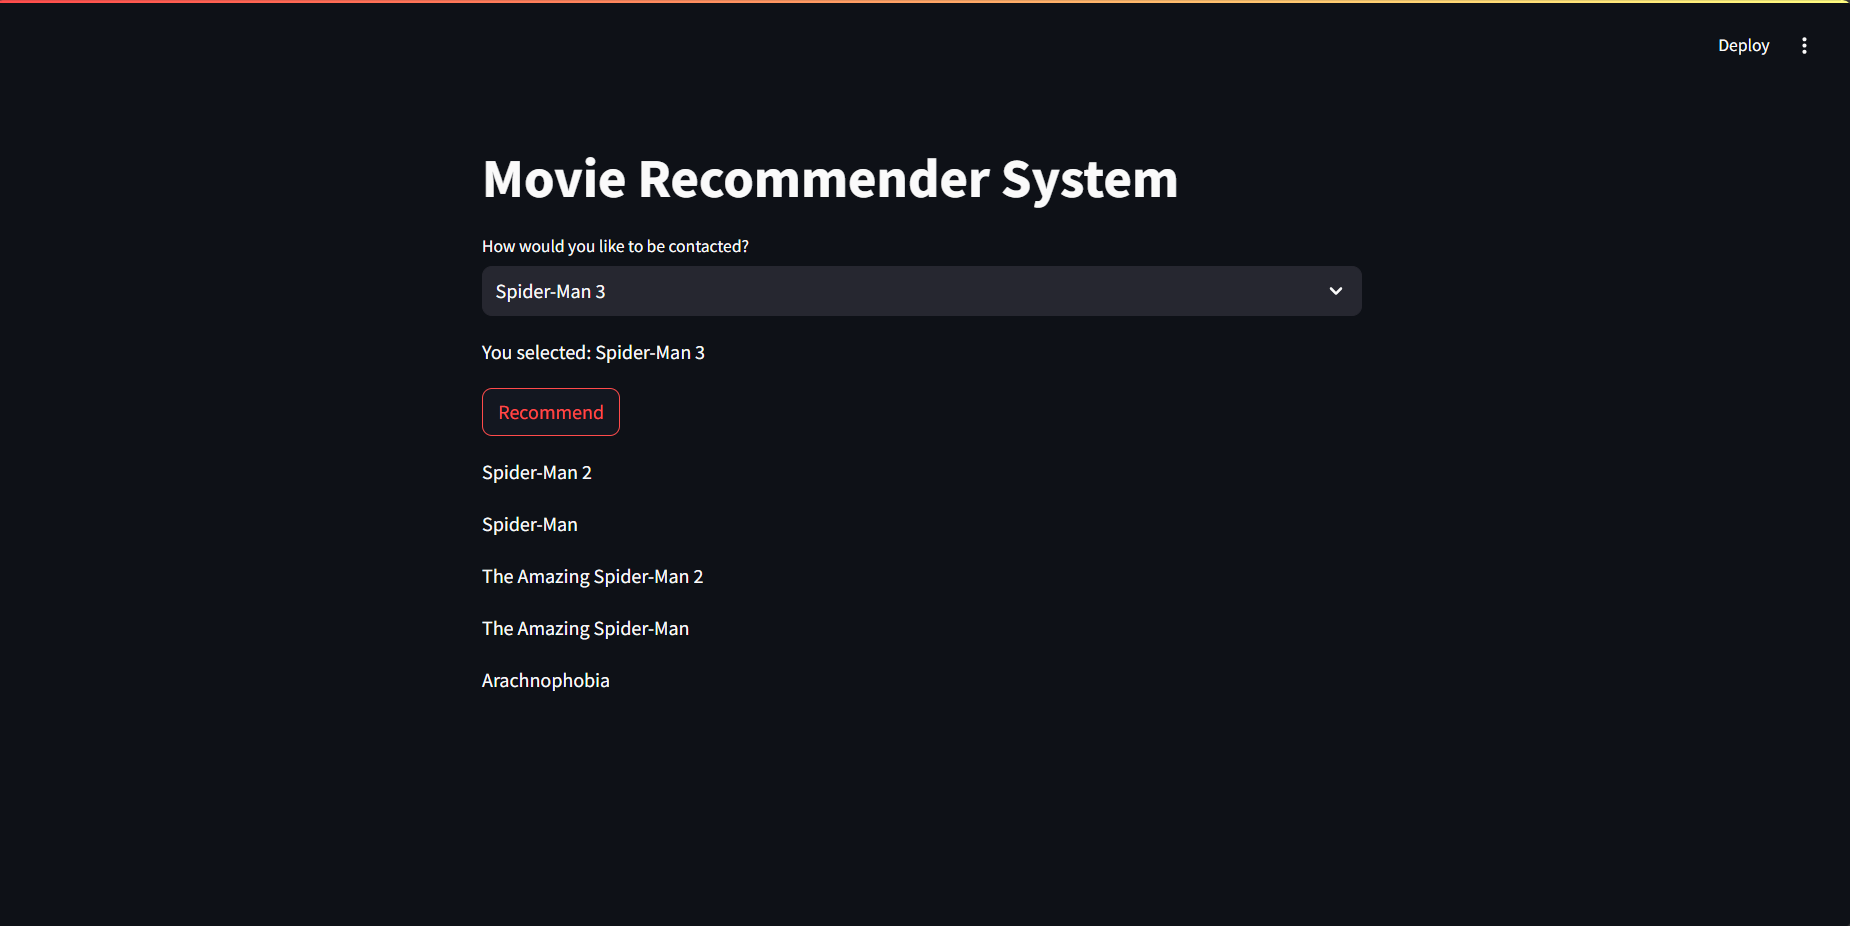 Deploy
Movie Recommender System
How would you like to be contacted?
Spider-Man 3
You selected: Spider-Man 3
Recommend
Spider-Man 2
Spider-Man
The Amazing Spider-Man 2
The Amazing Spider-Man
Arachnophobia